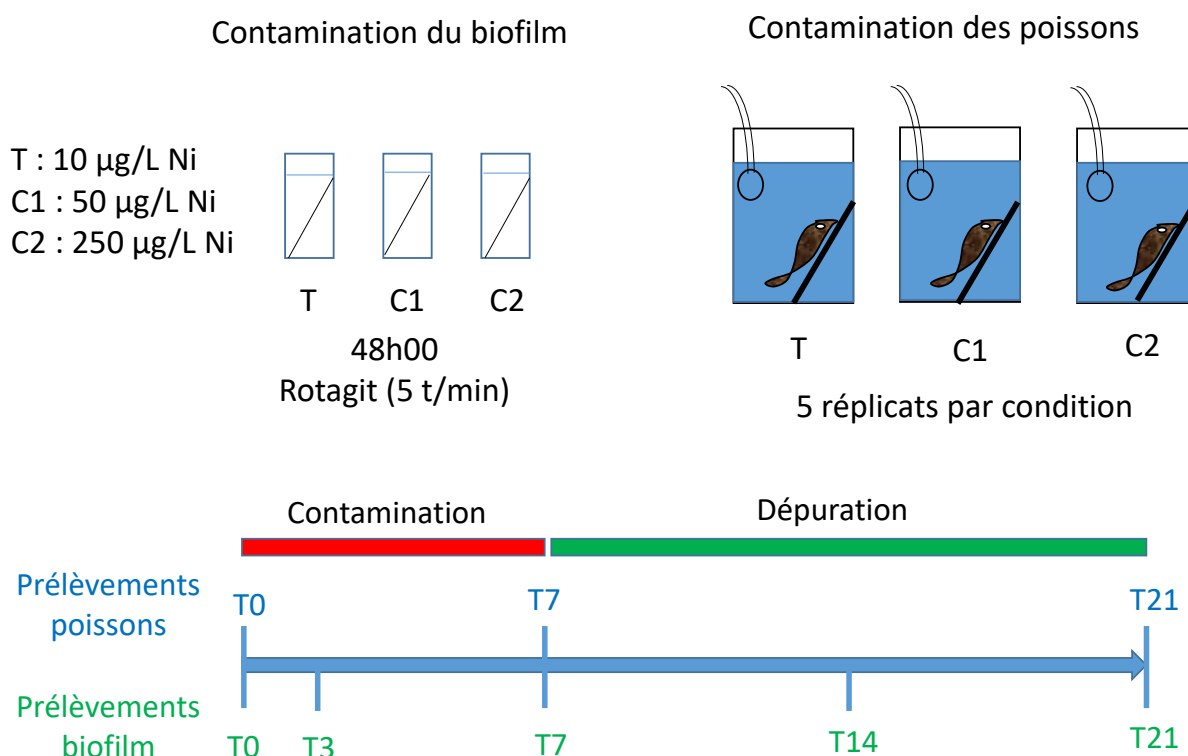 Contamination du biofilm
Contamination des poissons
T : 10 µg/L Ni
C1 : 50 µg/L Ni
C2 : 250 µg/L Ni
T C1 C2
48h00
Rotagit (5 t/min)
T C1 C2
5 réplicats par condition
Contamination Dépuration
Prélèvements
poissons
T0 T7 T21
Prélèvements
biofilm
T0 T3 T7 T14 T21